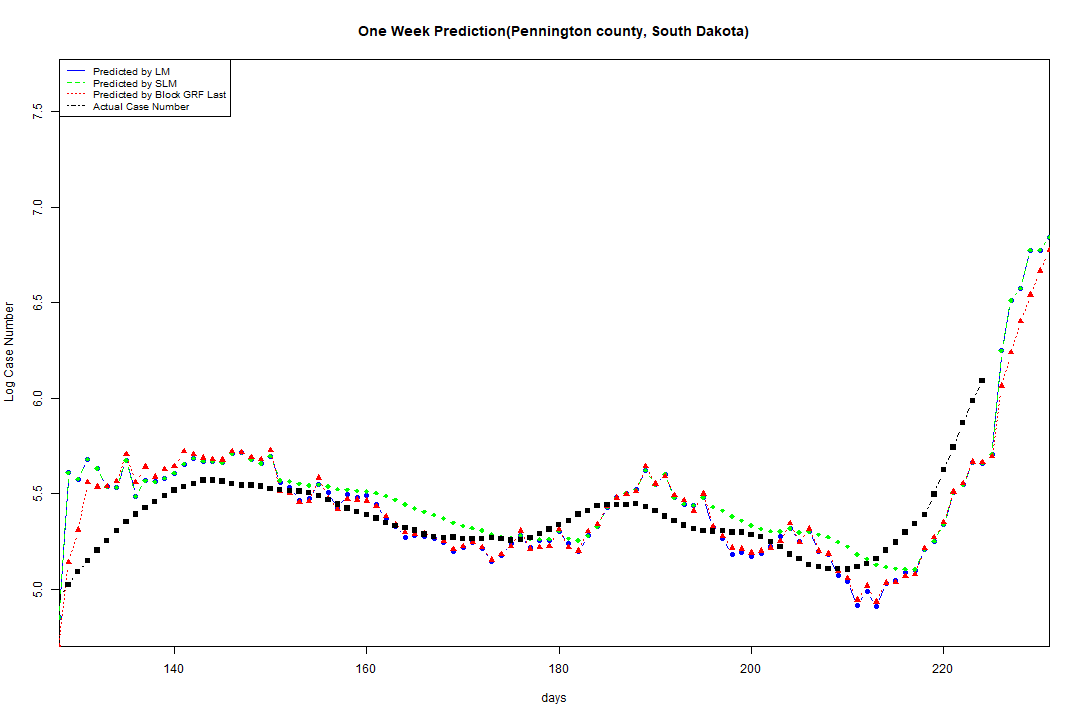 One Week Prediction(Pennington county, South Dakota)
Predicted by LM
Predicted by SLM
Predicted by Block GRF Last
Actual Case Number
7.5
7.0
6.5
6.0
5.5
5.0
Log Case Number
140 160 180 200 220
days